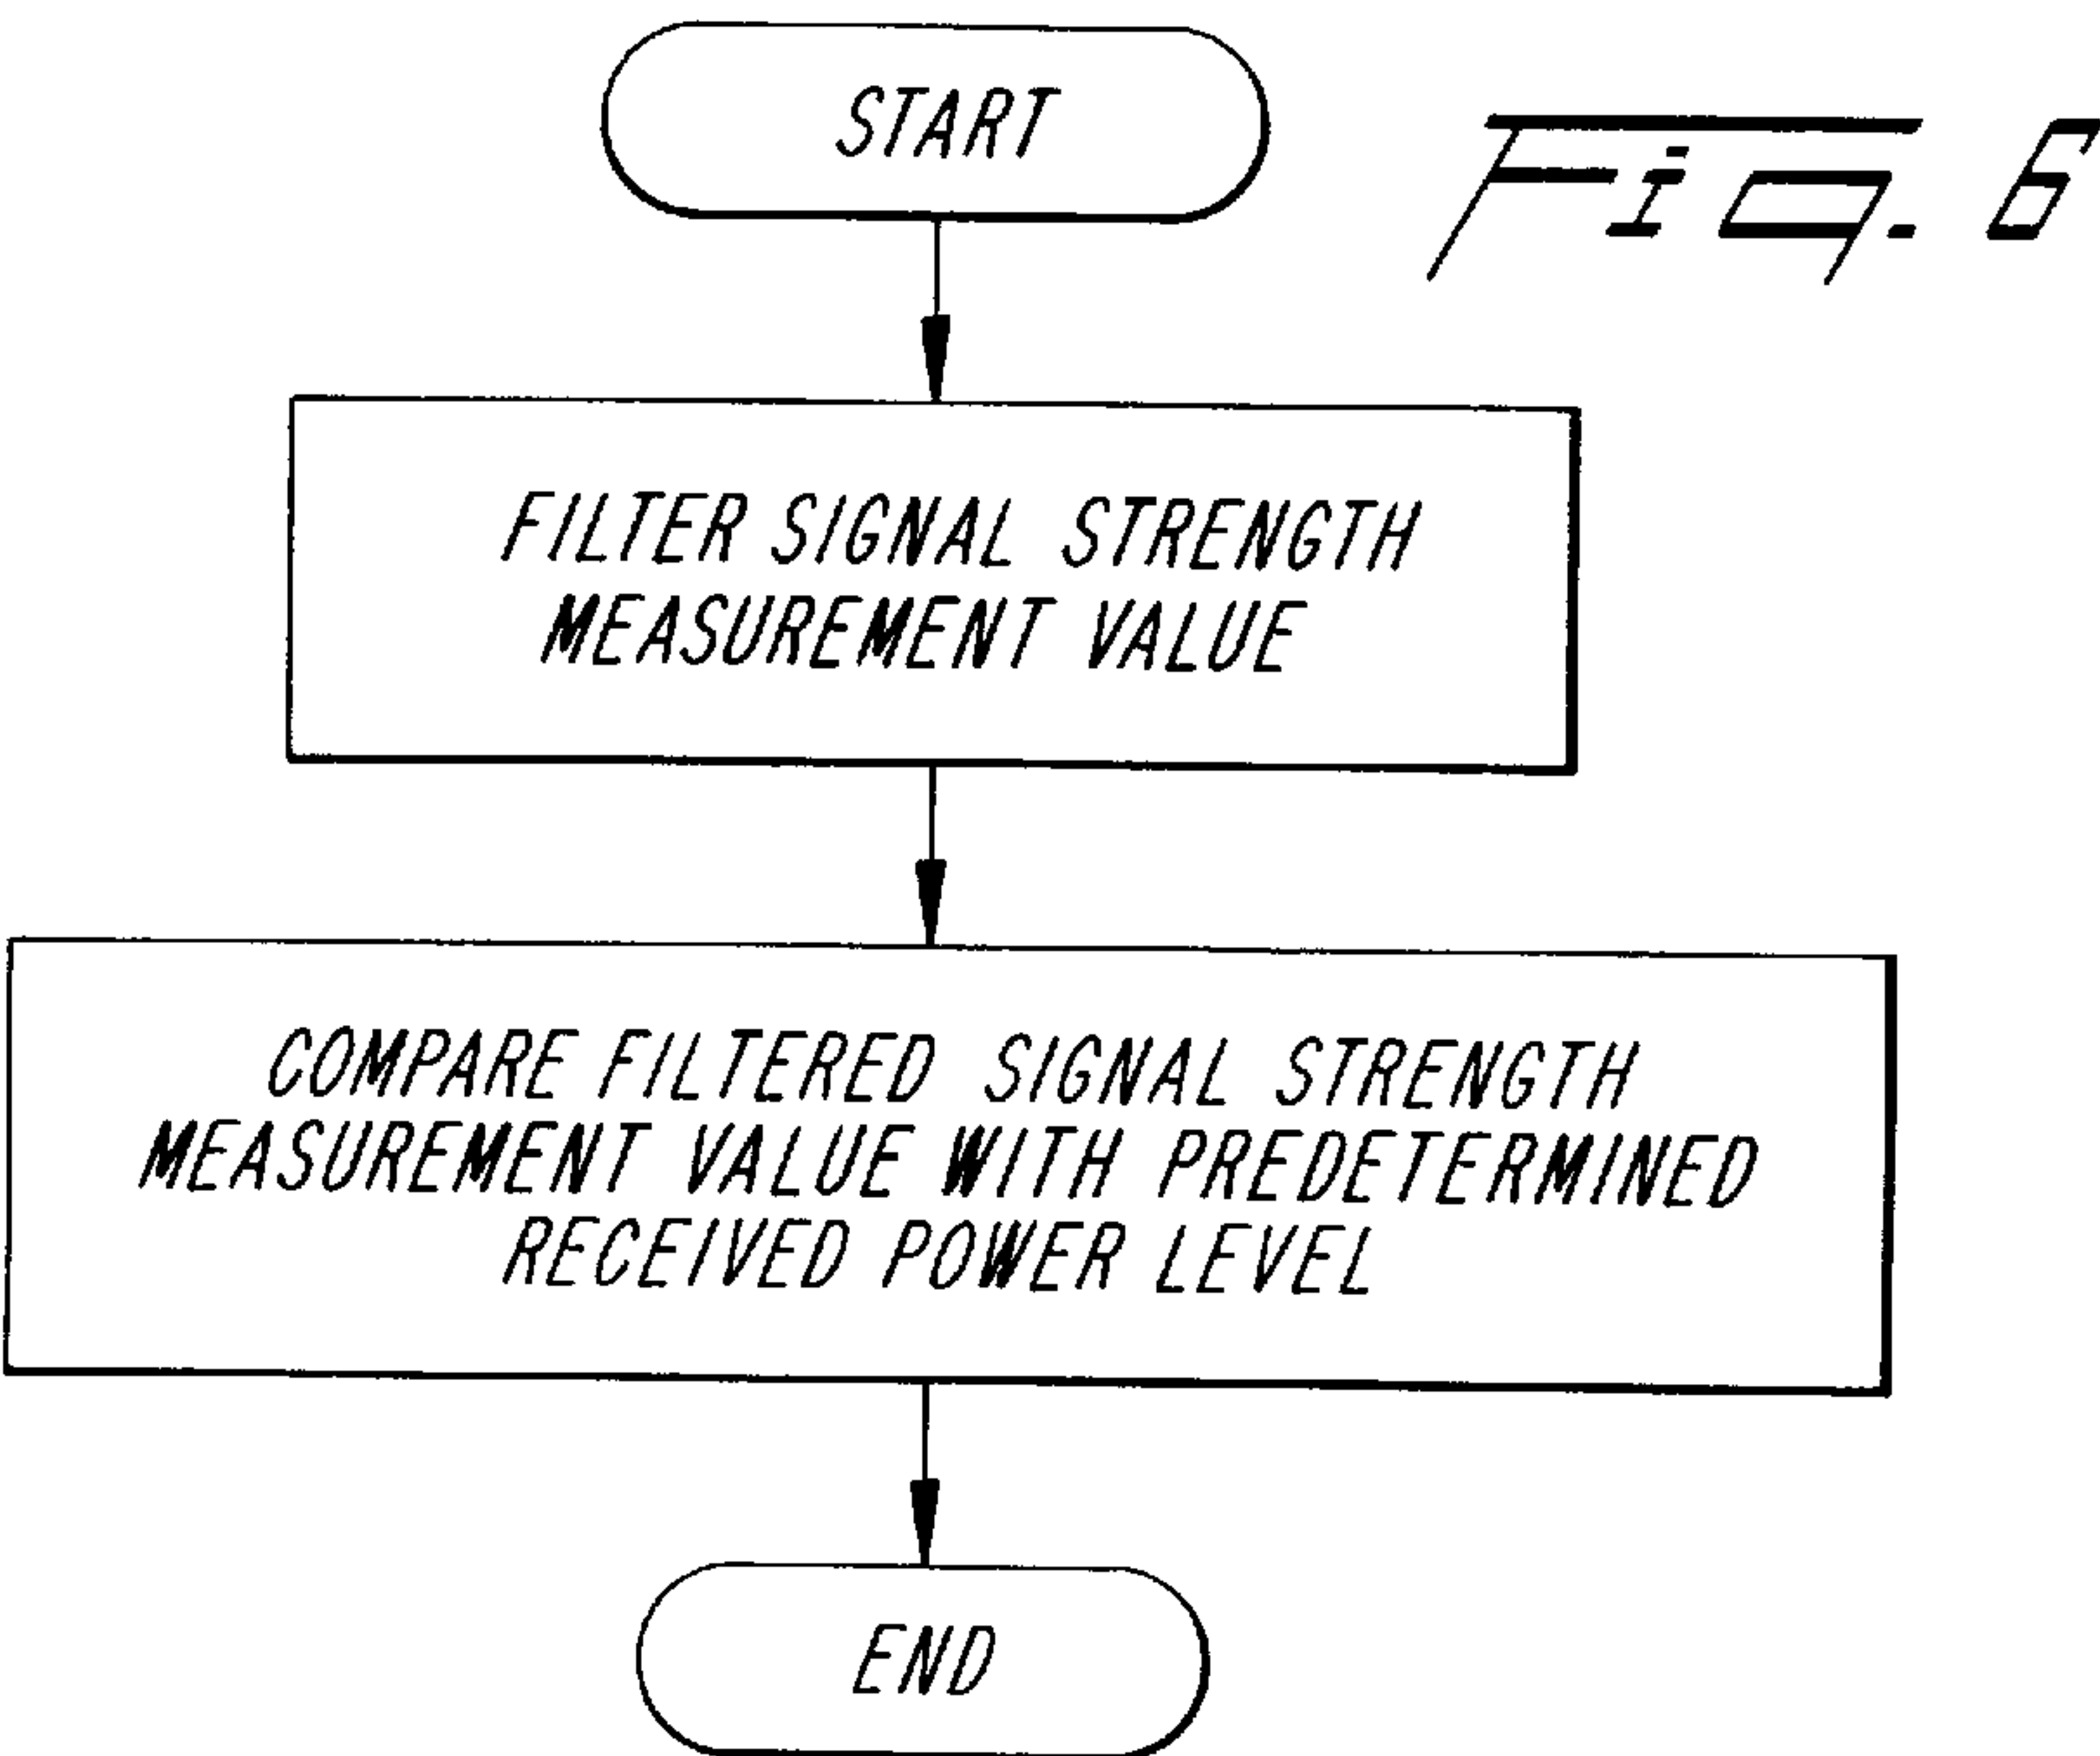 START
Fig. 6
FILTER SIGNAL STRENGTH
MEASUREMENT VALUE
COMPARE FILTERED SIGNAL STRENGTH
MEASUREMENT VALUE WITH PREDETERMINED
RECEIVED POWER LEVEL
END